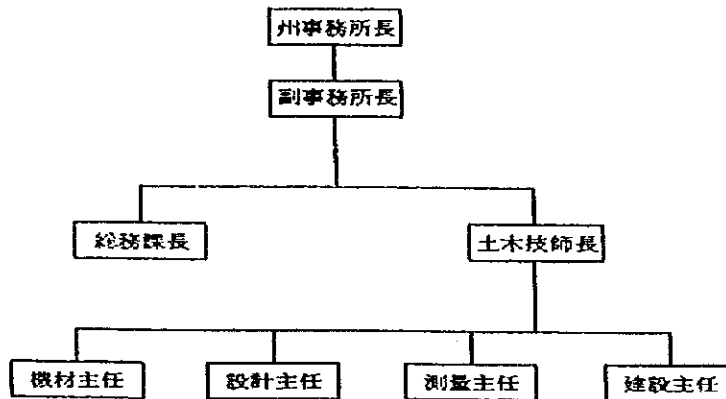 州事務所長
副事務所長
総務課長
土木技師長
機材主任
設計主任
測量主任
建設主任